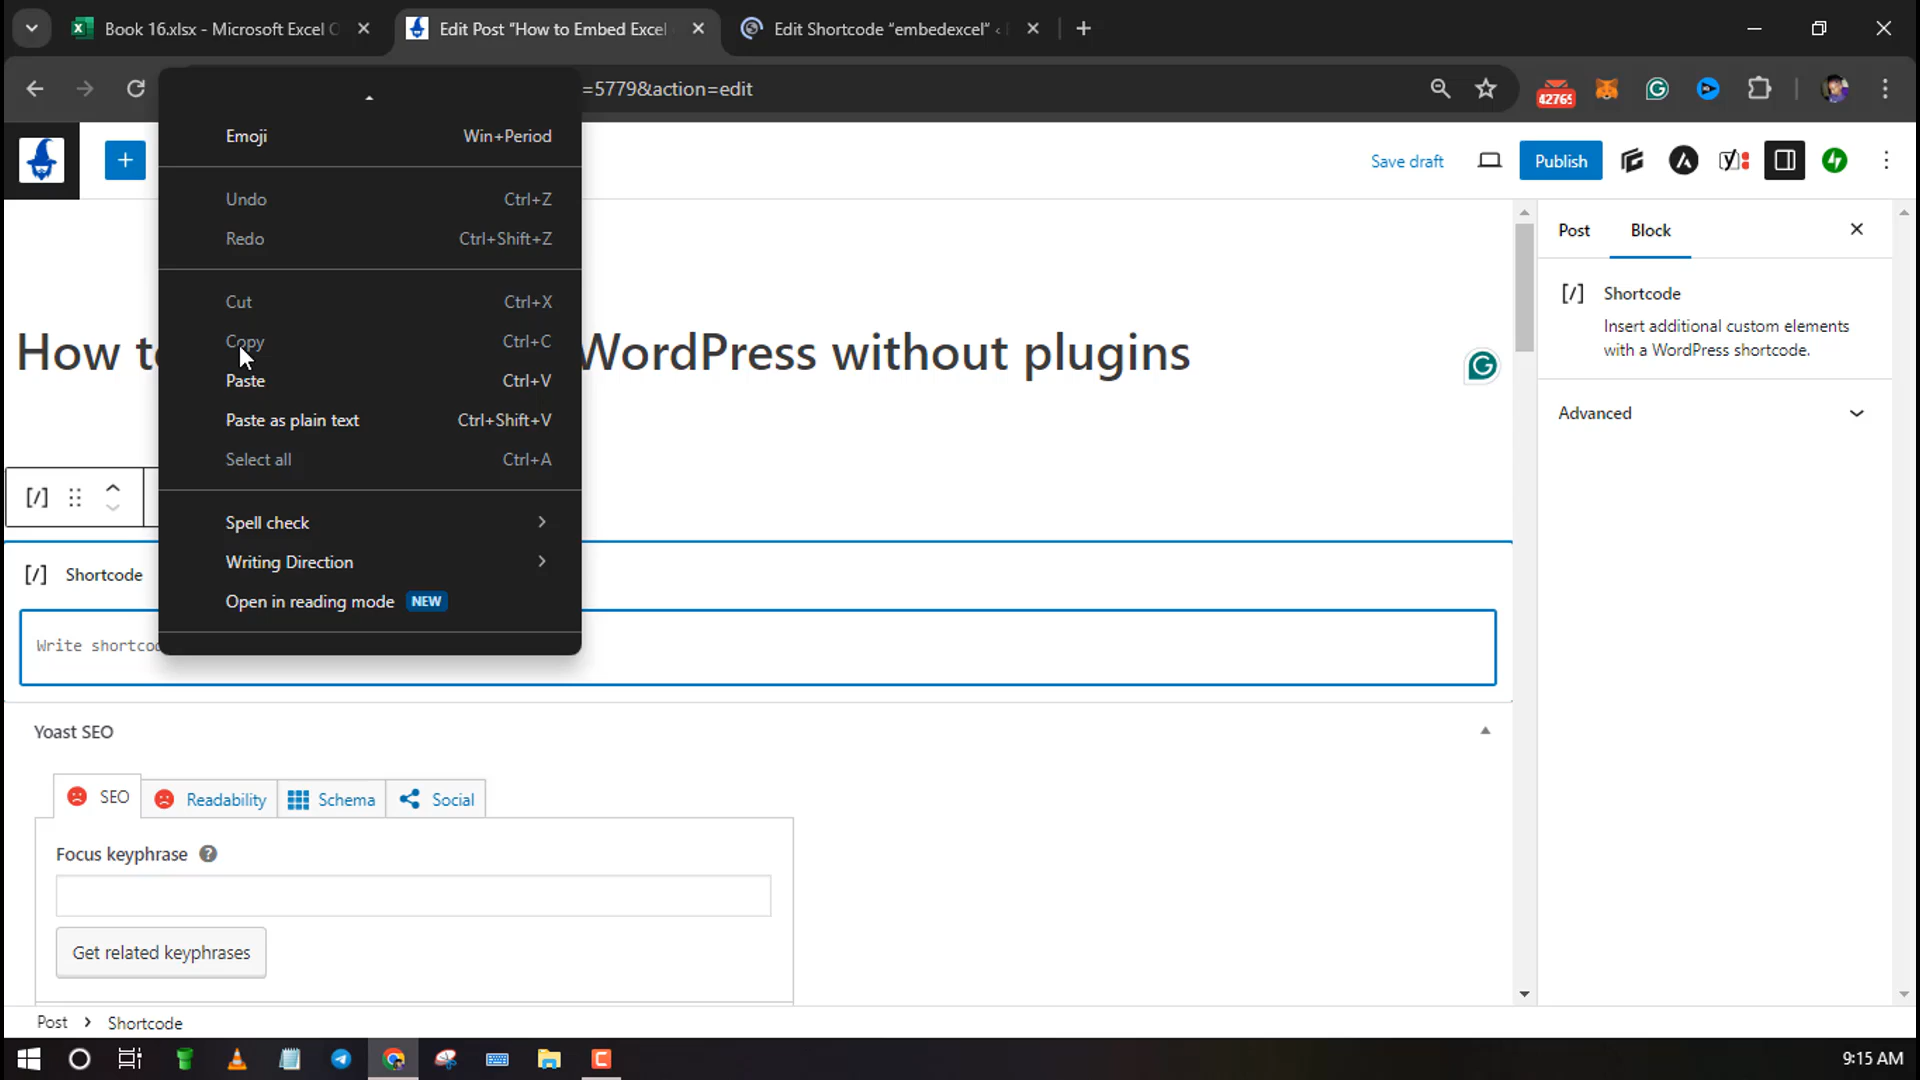 Book 16.xlsx - Microsoft Excel O
Edit Post “How to Embed Excel
Edit Shortcode “embedexcel” ‹
=5779&action=edit
42765
Save draft
Publish
Emoji Win+Period
Undo Ctrl+Z
Redo Ctrl+Shift+Z
Cut Ctrl+X
Copy Ctrl+C
Paste Ctrl+V
Paste as plain text Ctrl+Shift+V
Select all Ctrl+A
Spell check
Writing Direction
Open in reading mode NEW
How to WordPress without plugins
[/] Shortcode
Write shortco
Post Block
[/] Shortcode
Insert additional custom elements
with a WordPress shortcode.
Advanced
Yoast SEO
SEO Readability Schema Social
Focus keyphrase
Get related keyphrases
Post > Shortcode
9:15 AM